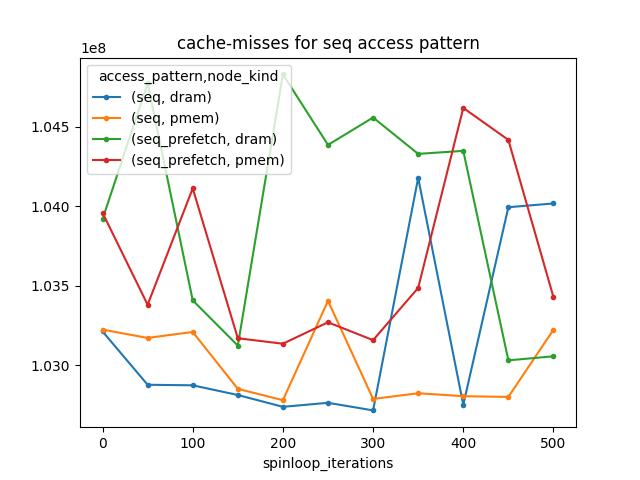 cache-misses for seq access pattern
1e8
access_pattern,node_kind
(seq, dram)
(seq, pmem)
(seq_prefetch, dram)
(seq_prefetch, pmem)
1.045
1.040
1.035
1.030
0 100 200 300 400 500
spinloop_iterations